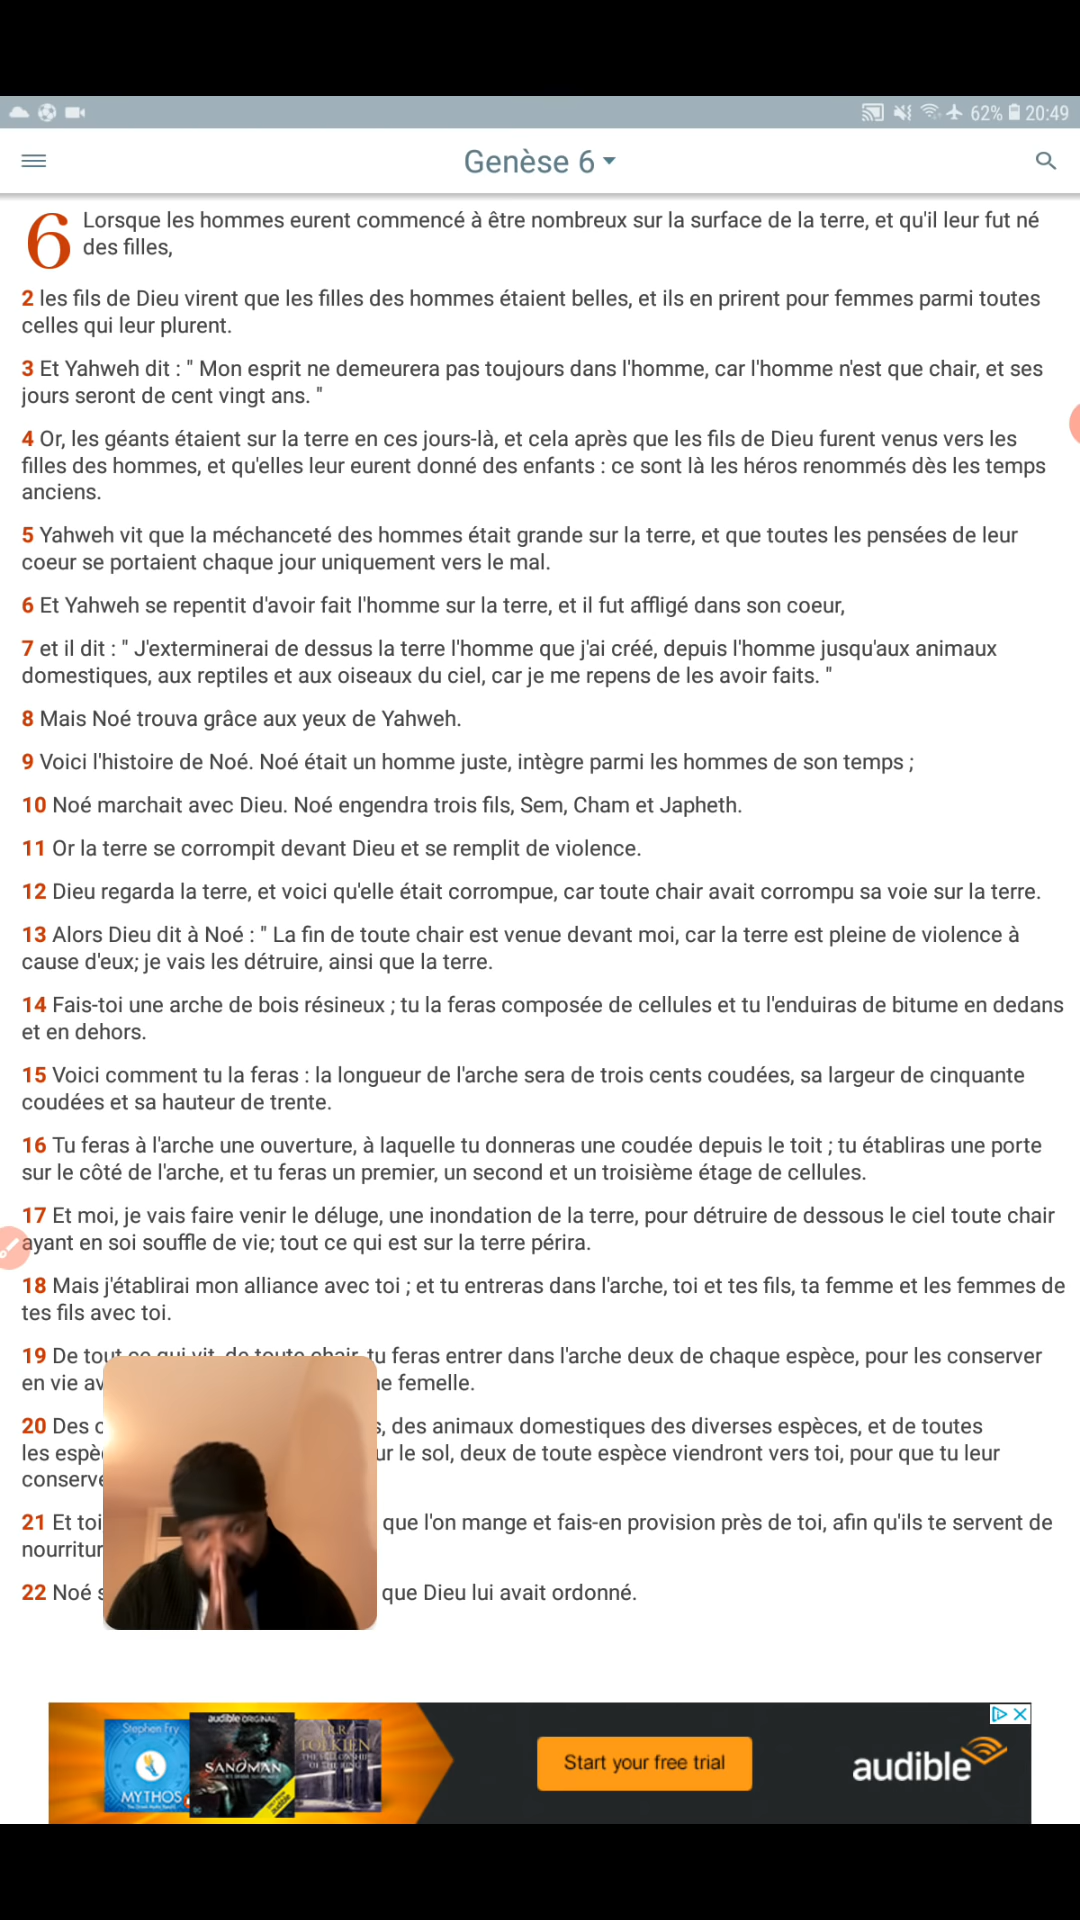 62% 20:49
Genèse 6
6 Lorsque les hommes eurent commencé à être nombreux sur la surface de la terre, et qu'il leur fut né
des filles,
2 les fils de Dieu virent que les filles des hommes étaient belles, et ils en prirent pour femmes parmi toutes
celles qui leur plurent.
3 Et Yahweh dit : " Mon esprit ne demeurera pas toujours dans l'homme, car l'homme n'est que chair, et ses
jours seront de cent vingt ans. "
4 Or, les géants étaient sur la terre en ces jours-là, et cela après que les fils de Dieu furent venus vers les
filles des hommes, et qu'elles leur eurent donné des enfants : ce sont là les héros renommés dès les temps
anciens.
5 Yahweh vit que la méchanceté des hommes était grande sur la terre, et que toutes les pensées de leur
coeur se portaient chaque jour uniquement vers le mal.
6 Et Yahweh se repentit d'avoir fait l'homme sur la terre, et il fut affligé dans son coeur,
7 et il dit : " J'exterminerai de dessus la terre l'homme que j'ai créé, depuis l'homme jusqu'aux animaux
domestiques, aux reptiles et aux oiseaux du ciel, car je me repens de les avoir faits. "
8 Mais Noé trouva grâce aux yeux de Yahweh.
9 Voici l'histoire de Noé. Noé était un homme juste, intègre parmi les hommes de son temps ;
10 Noé marchait avec Dieu. Noé engendra trois fils, Sem, Cham et Japheth.
11 Or la terre se corrompit devant Dieu et se remplit de violence.
12 Dieu regarda la terre, et voici qu'elle était corrompue, car toute chair avait corrompu sa voie sur la terre.
13 Alors Dieu dit à Noé : " La fin de toute chair est venue devant moi, car la terre est pleine de violence à
cause d'eux; je vais les détruire, ainsi que la terre.
14 Fais-toi une arche de bois résineux ; tu la feras composée de cellules et tu l'enduiras de bitume en dedans
et en dehors.
15 Voici comment tu la feras : la longueur de l'arche sera de trois cents coudées, sa largeur de cinquante
coudées et sa hauteur de trente.
16 Tu feras à l'arche une ouverture, à laquelle tu donneras une coudée depuis le toit ; tu établiras une porte
sur le côté de l'arche, et tu feras un premier, un second et un troisième étage de cellules.
17 Et moi, je vais faire venir le déluge, une inondation de la terre, pour détruire de dessous le ciel toute chair
ayant en soi souffle de vie; tout ce qui est sur la terre périra.
18 Mais j'établirai mon alliance avec toi ; et tu entreras dans l'arche, toi et tes fils, ta femme et les femmes de
tes fils avec toi.
19 De tout ce qui vit, de toute chair, tu feras entrer dans l'arche deux de chaque espèce, pour les conserver
en vie femelle.
20 Des des animaux domestiques des diverses espèces, et de toutes
les le sol, deux de toute espèce viendront vers toi, pour que tu leur
21 Et toi que l'on mange et fais-en provision près de toi, afin qu'ils te servent de
22 Noé que Dieu lui avait ordonné.
Stephen Fry
MYTHOS
audible ORIGINAL
SANDMAN
J.R.R.
TOLKIEN
THE FELLOWSHIP
OF THE RING
Start your free trial
audible